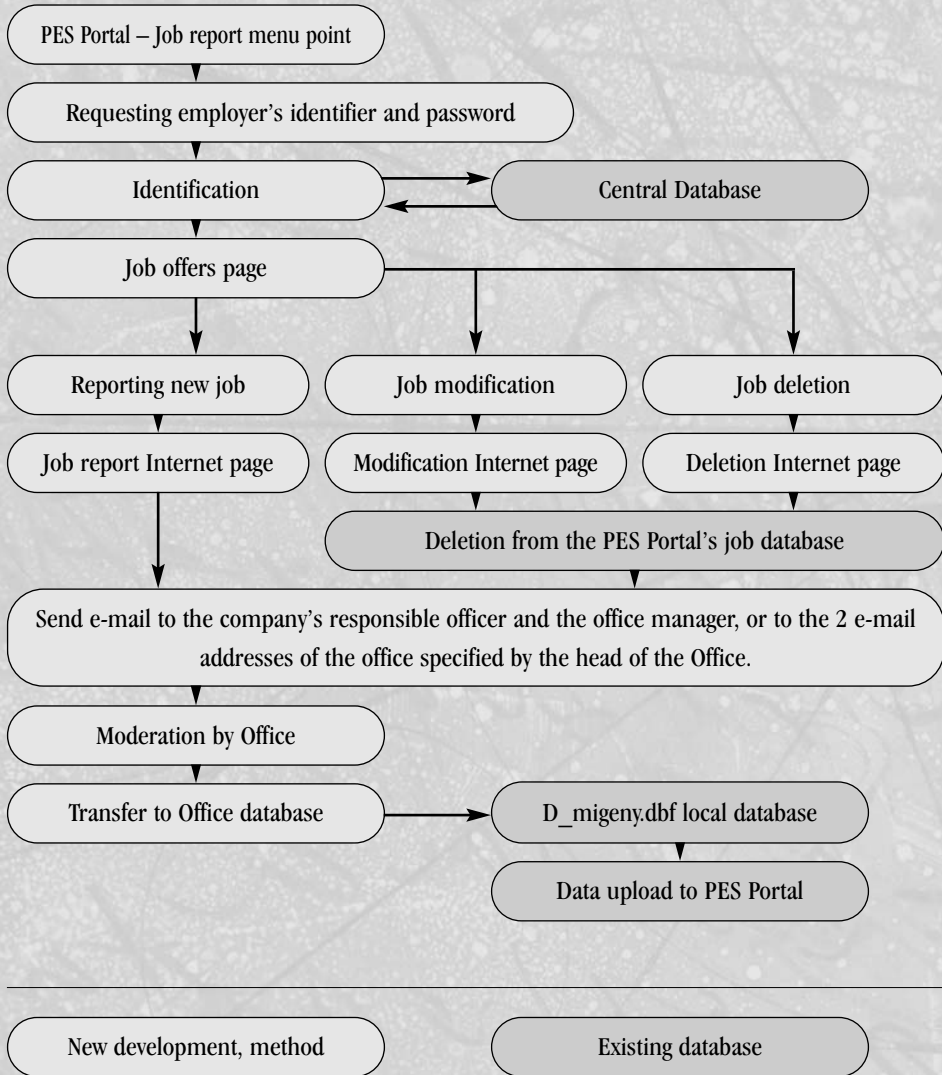 PES Portal – Job report menu point
Requesting employer's identifier and password
Identification
Central Database
Job offers page
Reporting new job
Job modification
Job deletion
Job report Internet page
Modification Internet page
Deletion Internet page
Deletion from the PES Portal's job database
Send e-mail to the company's responsible officer and the office manager, or to the 2 e-mail
addresses of the office specified by the head of the Office.
Moderation by Office
Transfer to Office database
D_migeny.dbf local database
Data upload to PES Portal
New development, method
Existing database